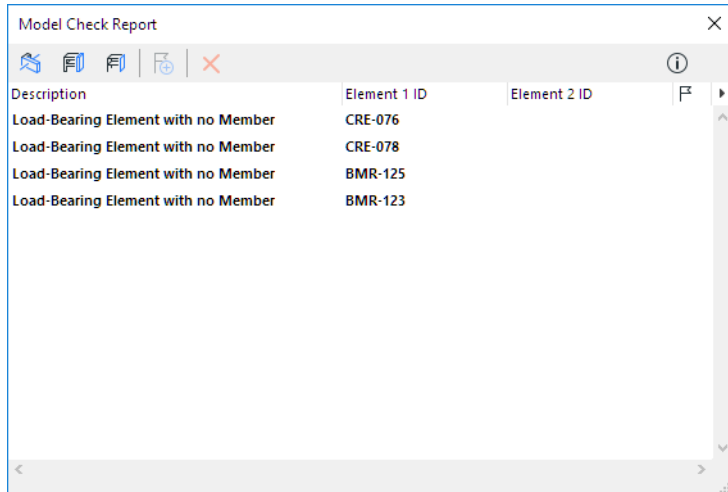 Model Check Report
Description Element 1 ID Element 2 ID
Load-Bearing Element with no Member CRE-076
Load-Bearing Element with no Member CRE-078
Load-Bearing Element with no Member BMR-125
Load-Bearing Element with no Member BMR-123